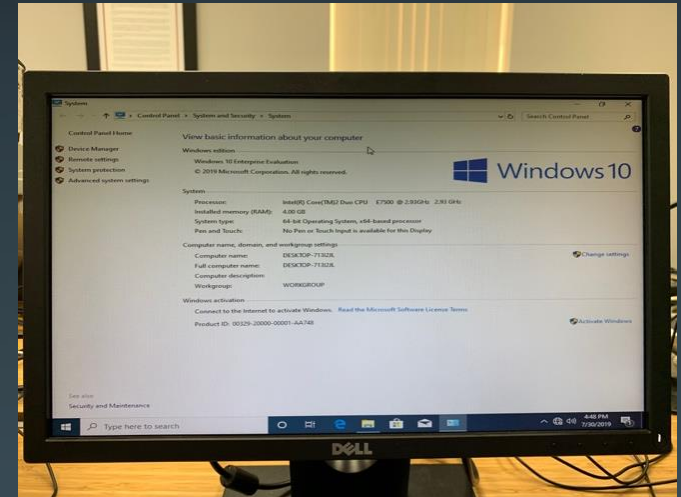 System
Control Panel > System and Security > System
Search Control Panel
Control Panel Home
Device Manager
Remote settings
System protection
Advanced system settings
View basic information about your computer
Windows edition
Windows 10 Enterprise Evaluation
© 2019 Microsoft Corporation. All rights reserved.
Windows 10
System
Processor: Intel(R) Core(TM)2 Duo CPU E7500 @ 2.93GHz 2.93 GHz
Installed memory (RAM): 4.00 GB
System type: 64-bit Operating System, x64-based processor
Pen and Touch: No Pen or Touch Input is available for this Display
Computer name, domain, and workgroup settings
Computer name:
Change settings
Full computer name:
Computer description:
Workgroup: WORKGROUP
Windows activation
Connect to the Internet to activate Windows. Read the Microsoft Software License Terms
Product ID: 00329-20000-00001-AA748
Activate Windows
See also
Security and Maintenance
Type here to search
4:48 PM
7/30/2019
DELL